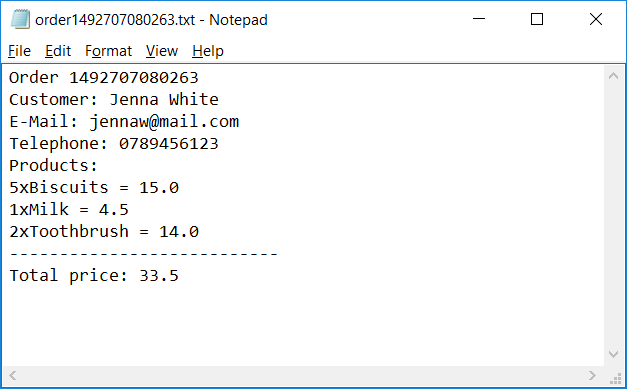 order1492707080263.txt - Notepad
File Edit Format View Help
Order 1492707080263
Customer: Jenna White
E-Mail: jennaw@mail.com
Telephone: 0789456123
Products:
5xBiscuits = 15.0
1xMilk = 4.5
2xToothbrush = 14.0
---------------------------
Total price: 33.5